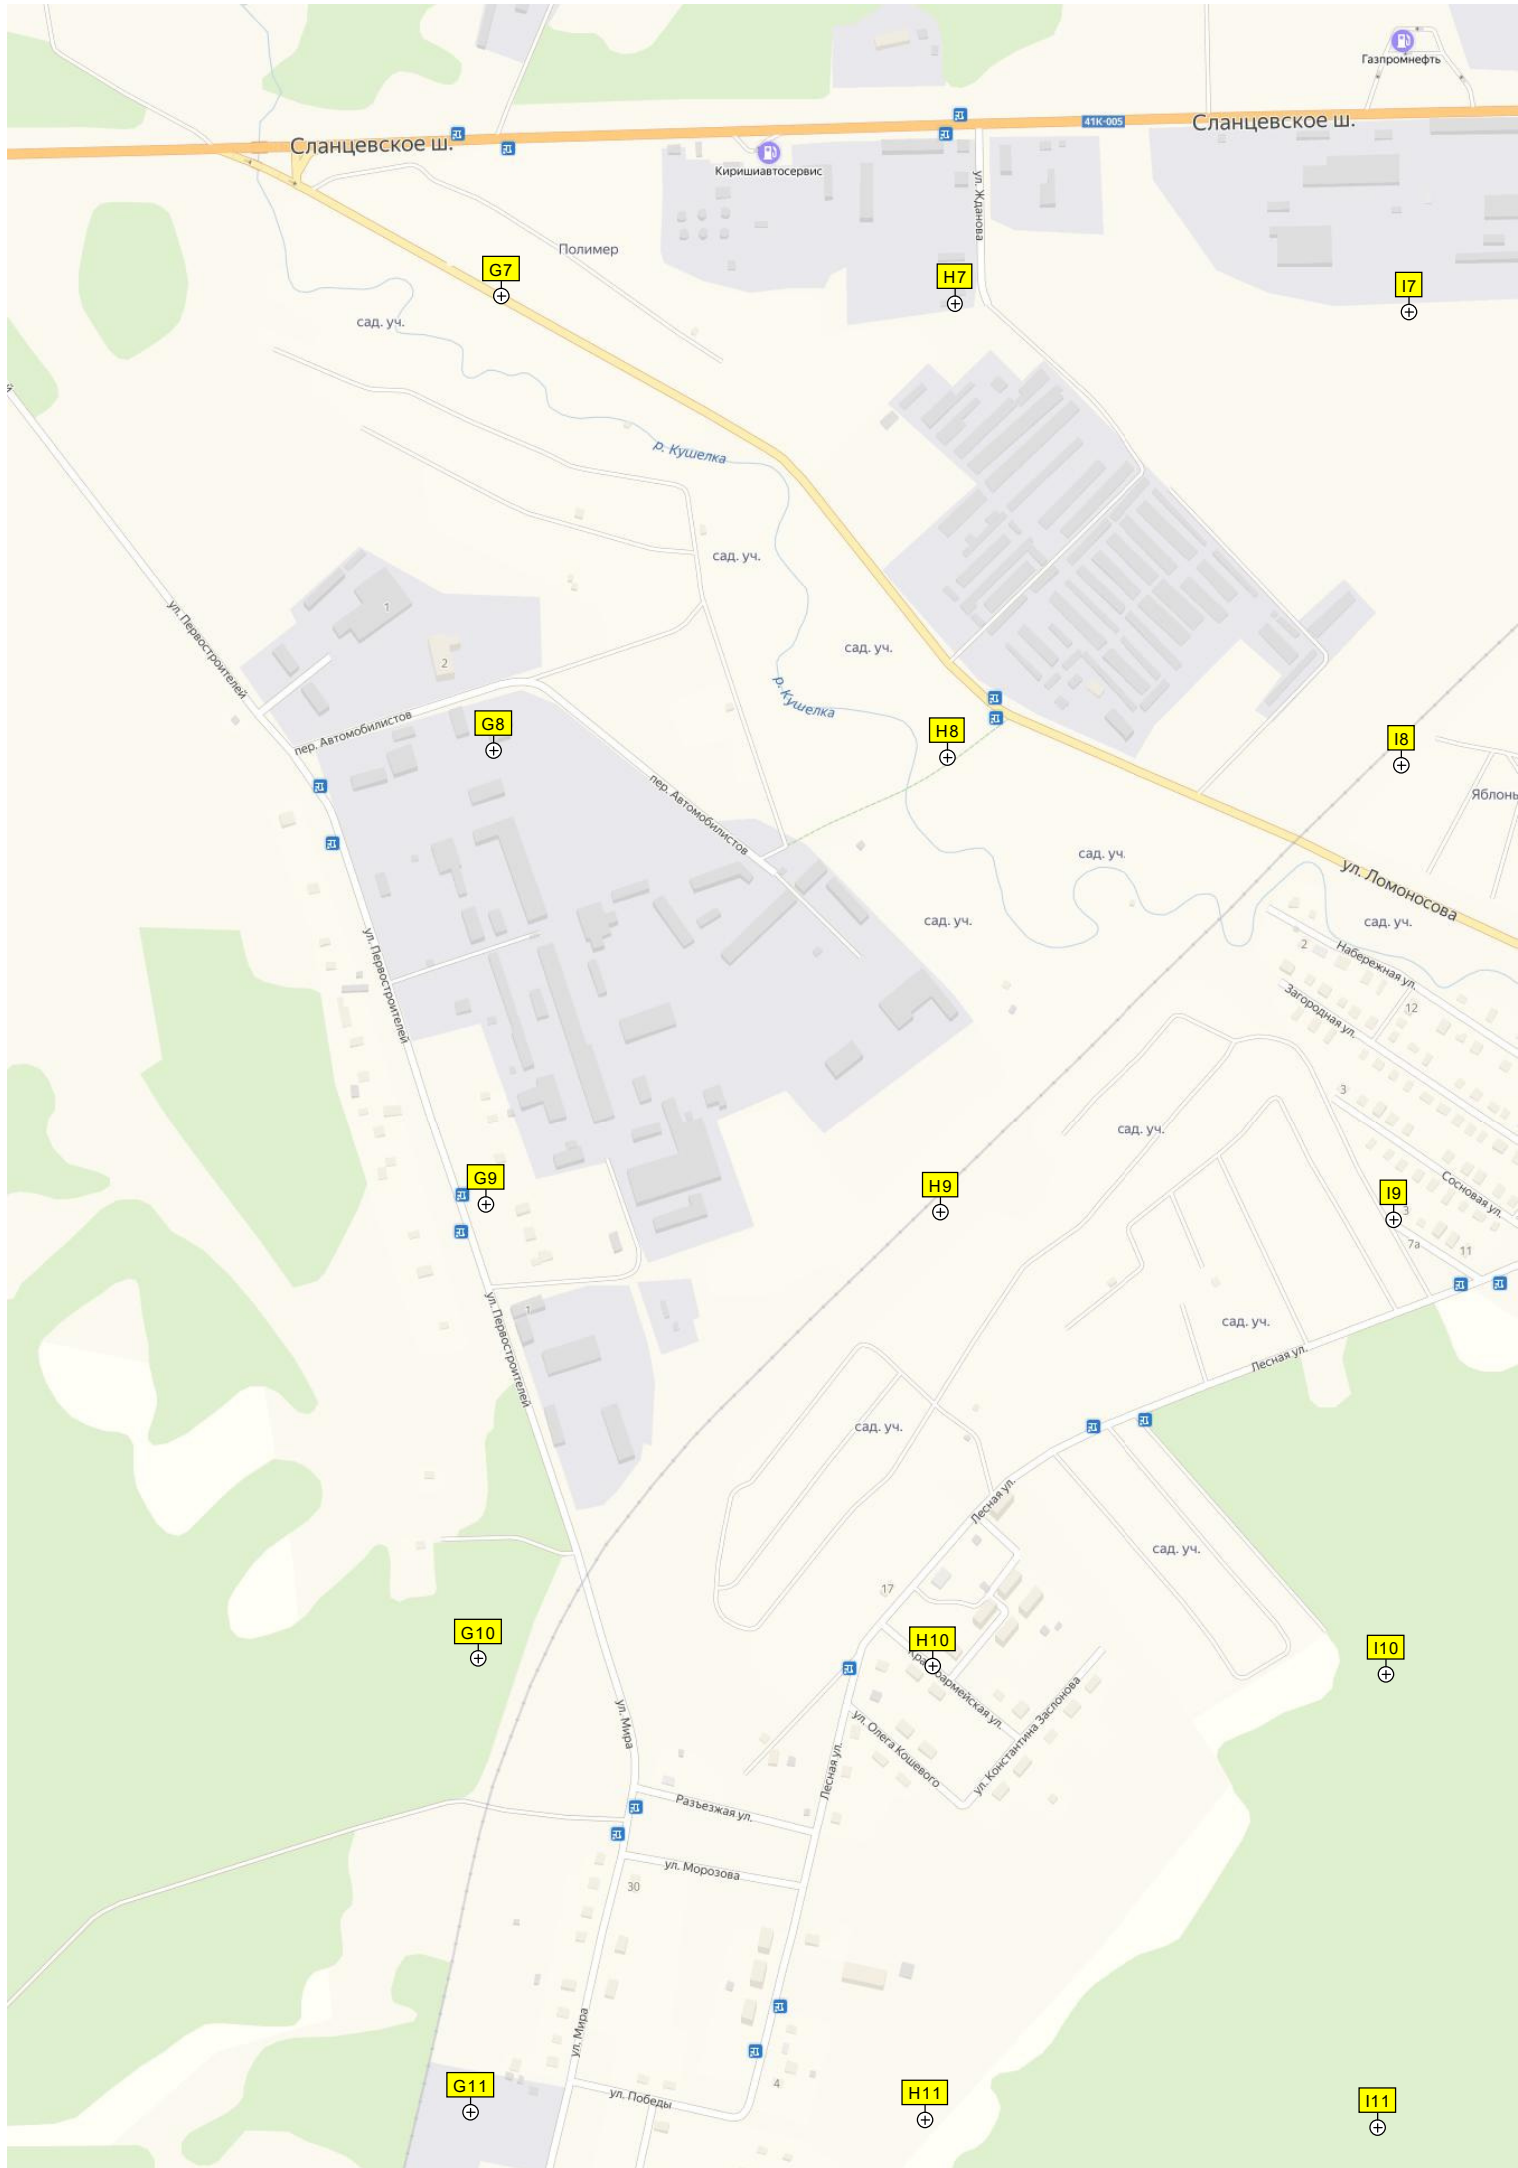 Газпромнефть
41К-005
Сланцевское ш.
Сланцевское ш.
Киришиавтосервис
ул. Жданова
Полимер
G7
H7
I7
сад. уч.
р. Кушелка
сад. уч.
1
ул. Первостроителей
сад. уч.
2
р. Кушелка
пер. Автомобилистов
G8
H8
I8
пер. Автомобилистов
Яблонь
сад. уч.
ул. Ломоносова
сад. уч.
сад. уч.
ул. Первостроителей
2
Набережная ул.
Загородная ул.
12
3
сад. уч.
G9
H9
I9
Сосновая ул.
3
7а
11
1
ул. Первостроителей
сад. уч.
Лесная ул.
сад. уч.
Лесная ул.
сад. уч.
17
G10
H10
I10
Красноармейская ул.
ул. Мира
ул. Олега Кошевого
ул. Константина Заслонова
Лесная ул.
Разъезжая ул.
ул. Морозова
30
ул. Мира
4
G11
H11
I11
ул. Победы